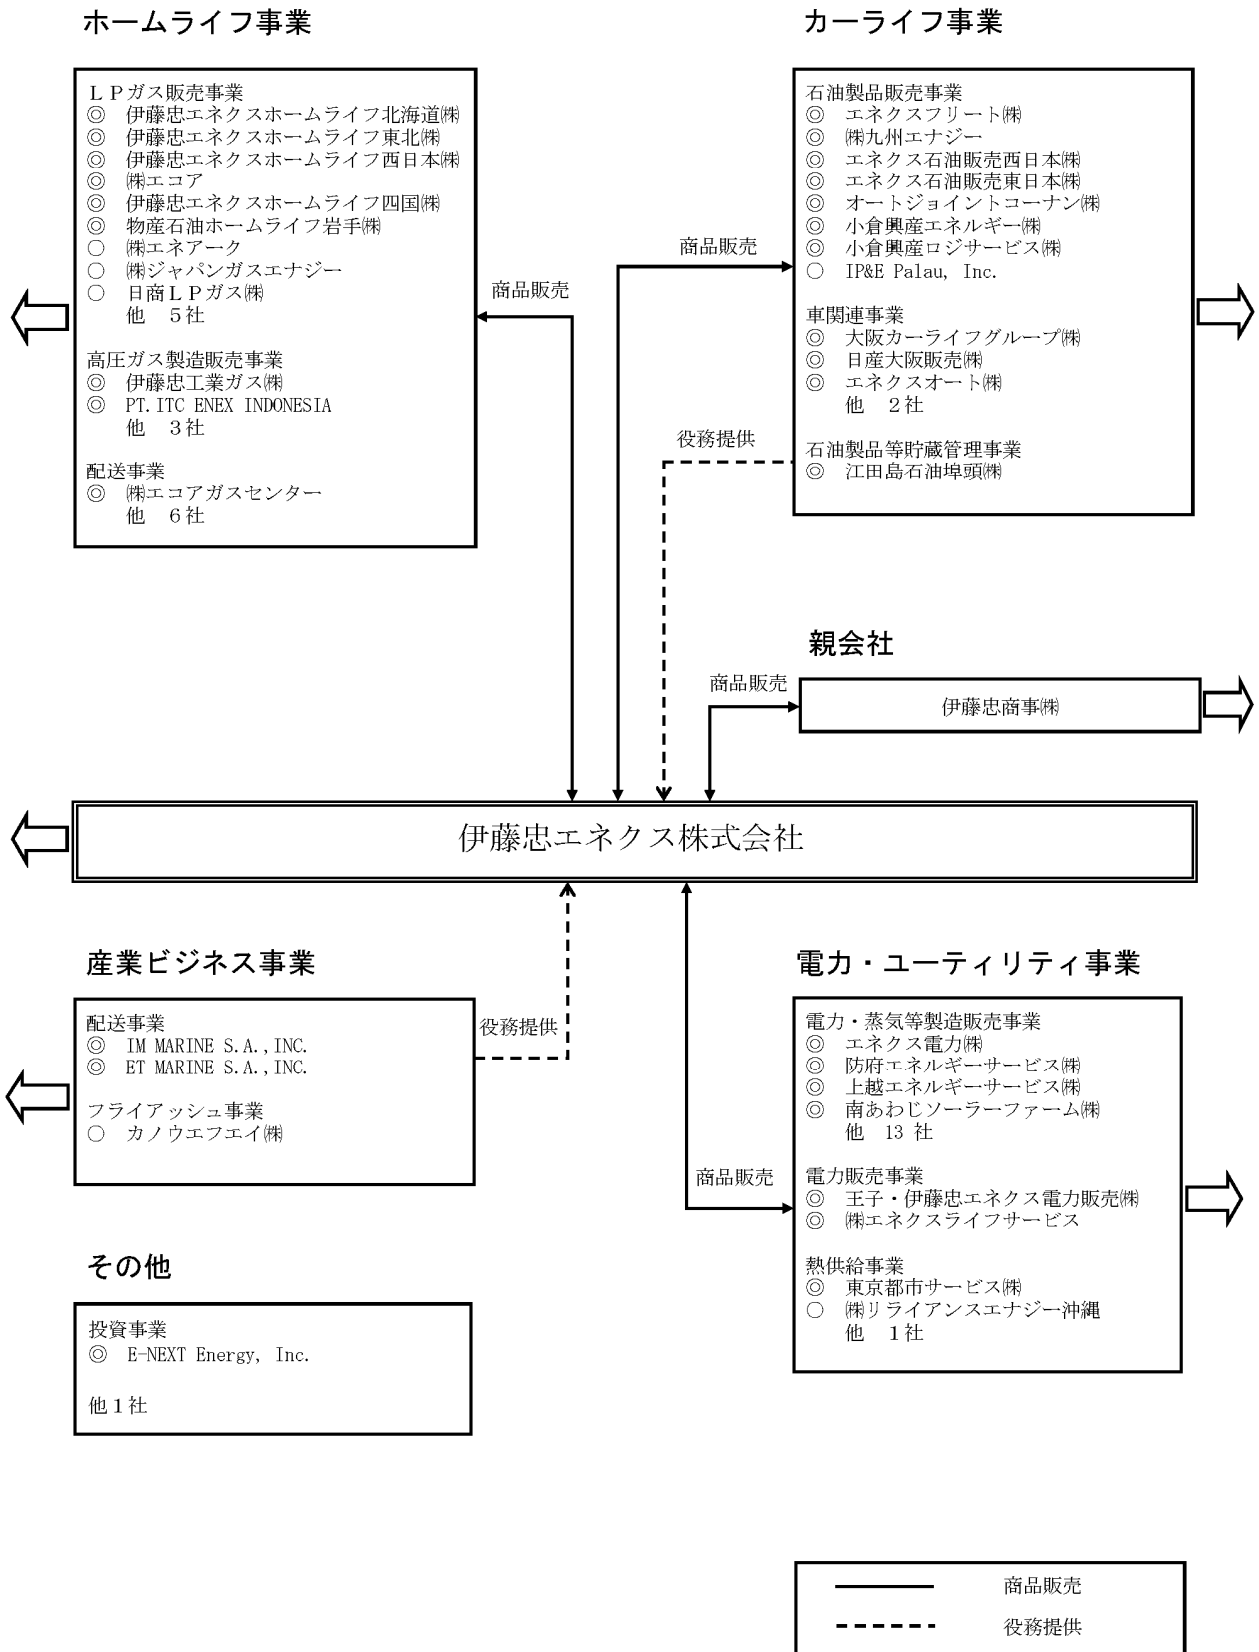 ホームライフ事業
ＬＰガス販売事業
◎ 伊藤忠エネクスホームライフ北海道㈱
◎ 伊藤忠エネクスホームライフ東北㈱
◎ 伊藤忠エネクスホームライフ西日本㈱
◎ ㈱エコア
◎ 伊藤忠エネクスホームライフ四国㈱
◎ 物産石油ホームライフ岩手㈱
○ ㈱エネアーク
○ ㈱ジャパンガスエナジー
○ 日商ＬＰガス㈱
他 ５社
高圧ガス製造販売事業
◎ 伊藤忠工業ガス㈱
◎ PT.ITC ENEX INDONESIA
他 ３社
配送事業
◎ ㈱エコアガスセンター
他 ６社
商品販売
カーライフ事業
石油製品販売事業
◎ エネクスフリート㈱
◎ ㈱九州エナジー
◎ エネクス石油販売西日本㈱
◎ エネクス石油販売東日本㈱
◎ オートジョイントコーナン㈱
◎ 小倉興産エネルギー㈱
◎ 小倉興産ロジサービス㈱
○ IP&E Palau, Inc.
車関連事業
◎ 大阪カーライフグループ㈱
◎ 日産大阪販売㈱
◎ エネクスオート㈱
他 ２社
石油製品等貯蔵管理事業
◎ 江田島石油埠頭㈱
商品販売
役務提供
親会社
商品販売
伊藤忠商事㈱
伊藤忠エネクス株式会社
産業ビジネス事業
配送事業
◎ IM MARINE S.A.,INC.
◎ ET MARINE S.A.,INC.
フライアッシュ事業
○ カノウエフエイ㈱
役務提供
電力・ユーティリティ事業
電力・蒸気等製造販売事業
◎ エネクス電力㈱
◎ 防府エネルギーサービス㈱
◎ 上越エネルギーサービス㈱
◎ 南あわじソーラーファーム㈱
他 13 社
電力販売事業
◎ 王子・伊藤忠エネクス電力販売㈱
◎ ㈱エネクスライフサービス
熱供給事業
◎ 東京都市サービス㈱
○ ㈱リライアンスエナジー沖縄
他 １社
商品販売
その他
投資事業
◎ E-NEXT Energy, Inc.
他１社
商品販売
役務提供